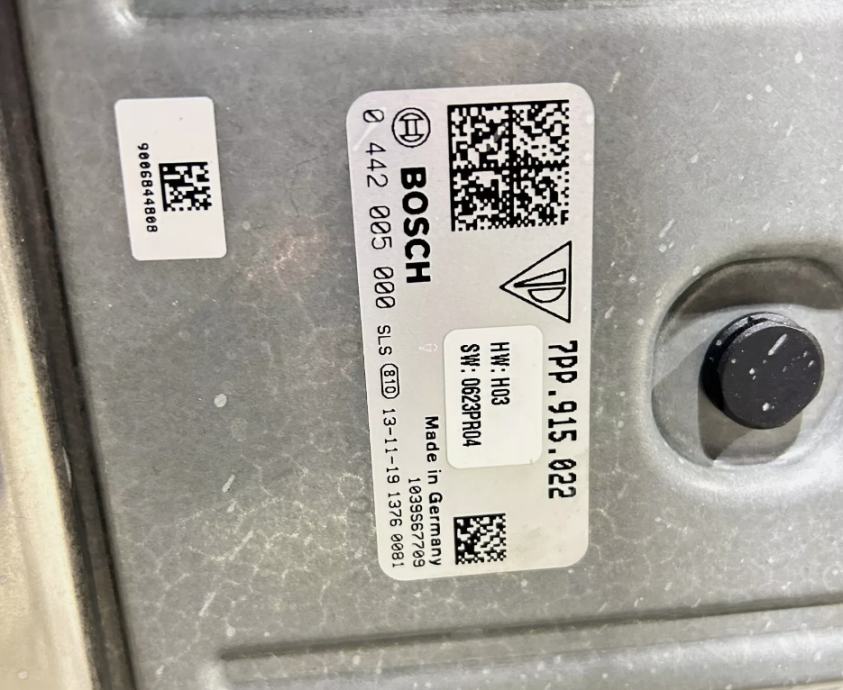 9006844808
7PP.915.022
HW: H03
SW: 0623PR04
Made in Germany
1039S67709
BOSCH
0 442 005 000 SLS 81D 13-11-19 1376 0081